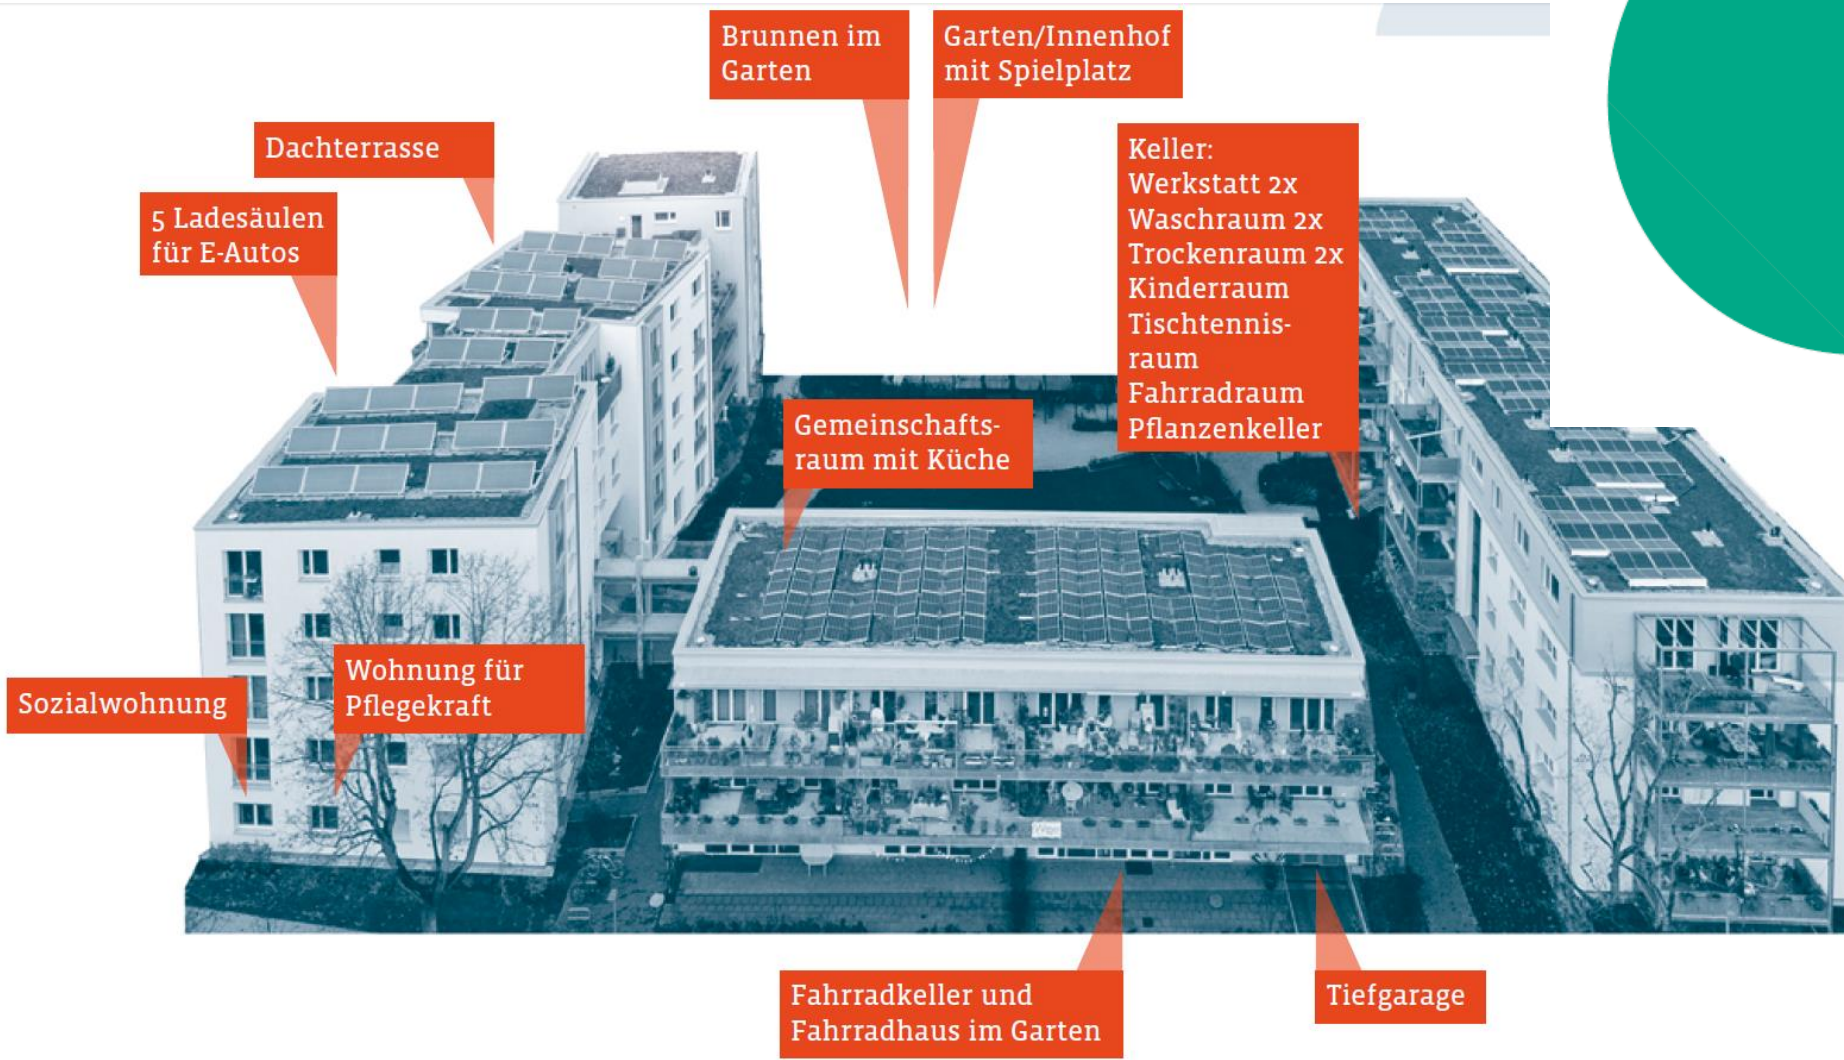 Brunnen im
Garten
Garten/Innenhof
mit Spielplatz
Dachterrasse
Keller:
Werkstatt 2x
Waschraum 2x
Trockenraum 2x
Kinderraum
Tischtennis-
raum
Fahrradraum
Pflanzenkeller
5 Ladesäulen
für E-Autos
Gemeinschafts-
raum mit Küche
Wohnung für
Pflegekraft
Sozialwohnung
Fahrradkeller und
Fahrradhaus im Garten
Tiefgarage